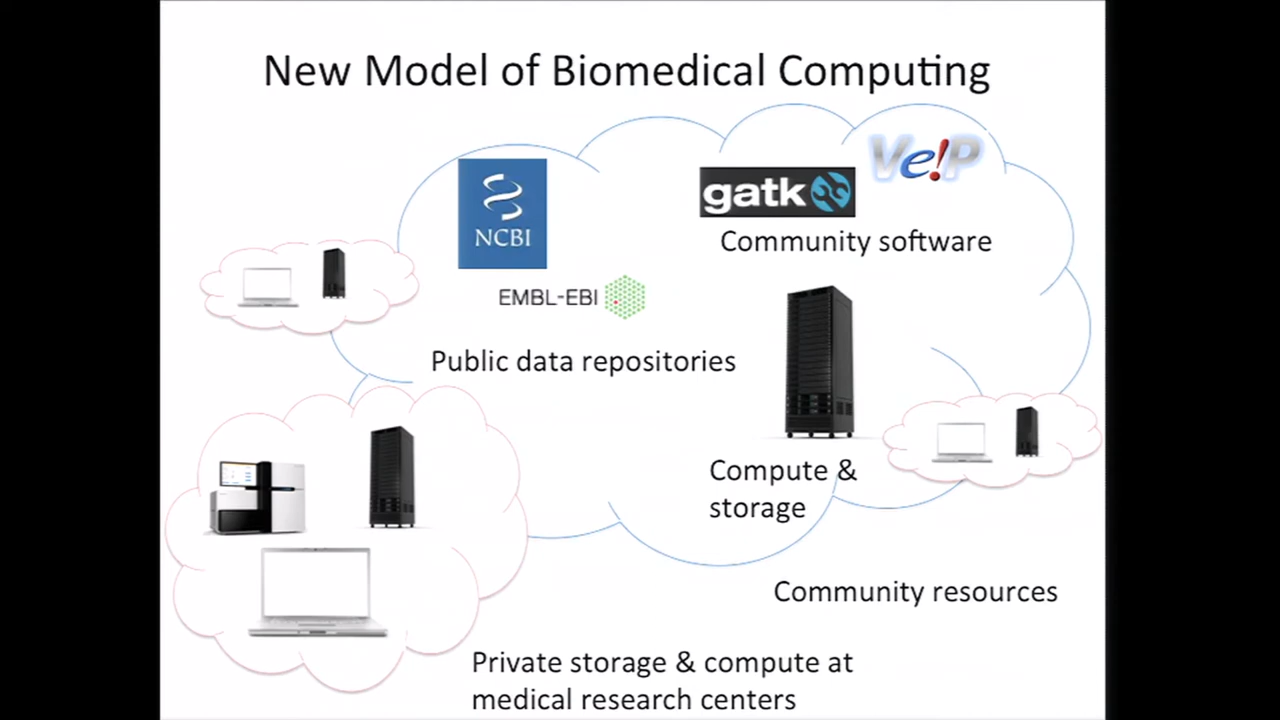 New Model of Biomedical Computing
NCBI
gatk
Ve!P
Community software
EMBL-EBI
Public data repositories
Compute &
storage
Community resources
Private storage & compute at
medical research centers